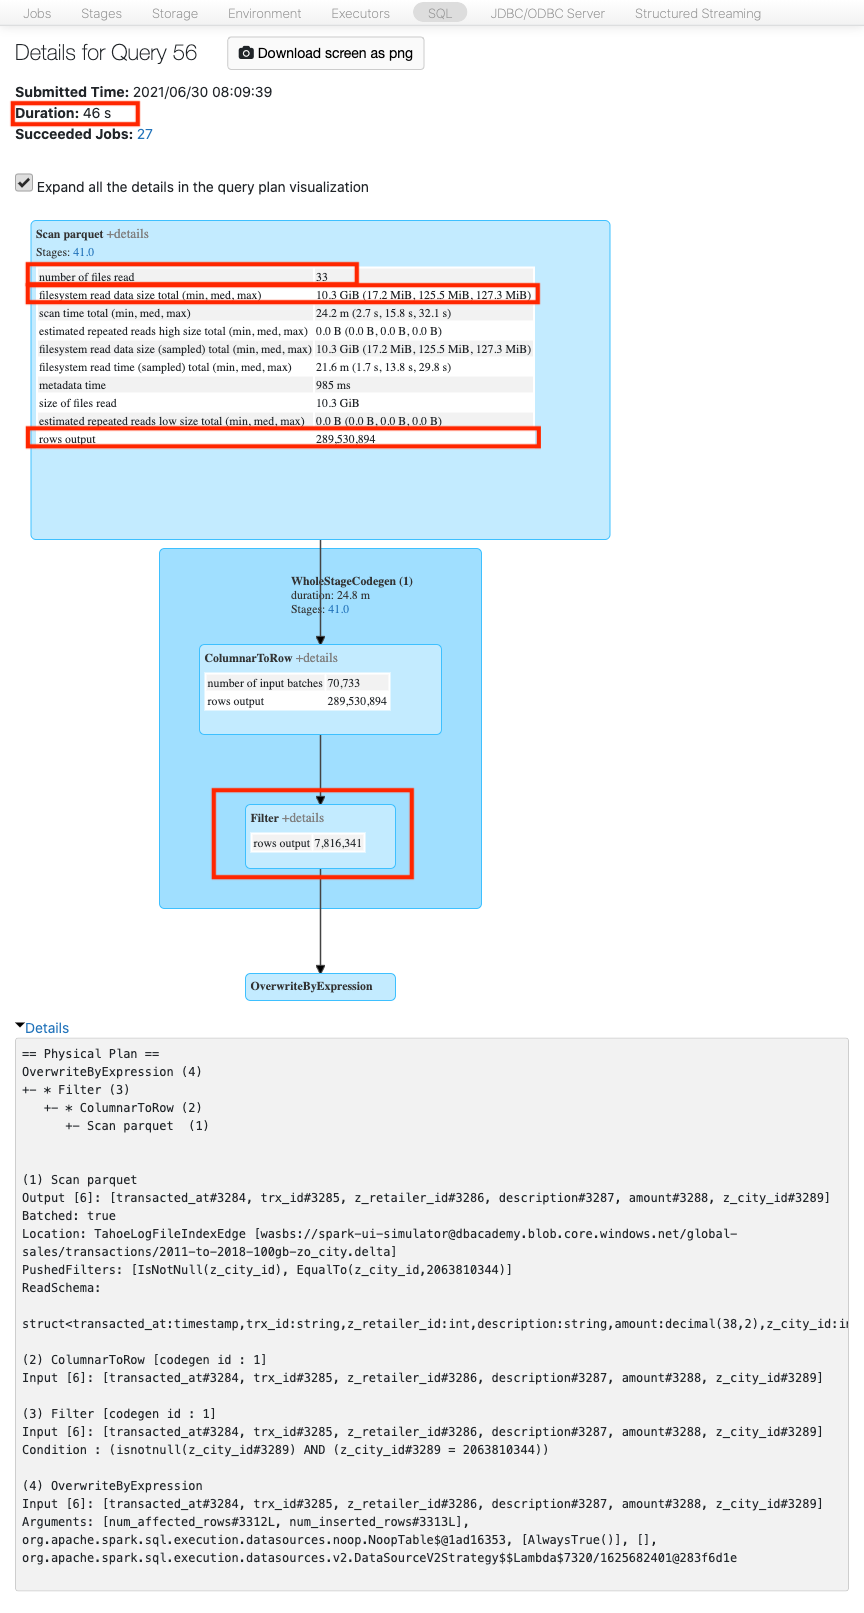 Jobs Stages Storage Environment Executors SQL JDBC/ODBC Server Structured Streaming
Details for Query 56
Download screen as png
Submitted Time: 2021/06/30 08:09:39
Duration: 46 s
Succeeded Jobs: 27
Expand all the details in the query plan visualization
Scan parquet +details
Stages: 41.0
number of files read 33
filesystem read data size total (min, med, max) 10.3 GiB (17.2 MiB, 125.5 MiB, 127.3 MiB)
scan time total (min, med, max) 24.2 m (2.7 s, 15.8 s, 32.1 s)
estimated repeated reads high size total (min, med, max) 0.0 B (0.0 B, 0.0 B, 0.0 B)
filesystem read data size (sampled) total (min, med, max) 10.3 GiB (17.2 MiB, 125.5 MiB, 127.3 MiB)
filesystem read time (sampled) total (min, med, max) 21.6 m (1.7 s, 13.8 s, 29.8 s)
metadata time 985 ms
size of files read 10.3 GiB
estimated repeated reads low size total (min, med, max) 0.0 B (0.0 B, 0.0 B, 0.0 B)
rows output 289,530,894
WholeStageCodegen (1)
duration: 24.8 m
Stages: 41.0
ColumnarToRow +details
number of input batches 70,733
rows output 289,530,894
Filter +details
rows output 7,816,341
OverwriteByExpression
Details
== Physical Plan ==
OverwriteByExpression (4)
+- * Filter (3)
   +- * ColumnarToRow (2)
      +- Scan parquet  (1)
(1) Scan parquet
Output [6]: [transacted_at#3284, trx_id#3285, z_retailer_id#3286, description#3287, amount#3288, z_city_id#3289]
Batched: true
Location: TahoeLogFileIndexEdge [wasbs://spark-ui-simulator@dbacademy.blob.core.windows.net/global-
sales/transactions/2011-to-2018-100gb-zo_city.delta]
PushedFilters: [IsNotNull(z_city_id), EqualTo(z_city_id,2063810344)]
ReadSchema:
struct<transacted_at:timestamp,trx_id:string,z_retailer_id:int,description:string,amount:decimal(38,2),z_city_id:in
(2) ColumnarToRow [codegen id : 1]
Input [6]: [transacted_at#3284, trx_id#3285, z_retailer_id#3286, description#3287, amount#3288, z_city_id#3289]
(3) Filter [codegen id : 1]
Input [6]: [transacted_at#3284, trx_id#3285, z_retailer_id#3286, description#3287, amount#3288, z_city_id#3289]
Condition : (isnotnull(z_city_id#3289) AND (z_city_id#3289 = 2063810344))
(4) OverwriteByExpression
Input [6]: [transacted_at#3284, trx_id#3285, z_retailer_id#3286, description#3287, amount#3288, z_city_id#3289]
Arguments: [num_affected_rows#3312L, num_inserted_rows#3313L],
org.apache.spark.sql.execution.datasources.noop.NoopTable$@1ad16353, [AlwaysTrue()], [],
org.apache.spark.sql.execution.datasources.v2.DataSourceV2Strategy$$Lambda$7320/1625682401@283f6d1e